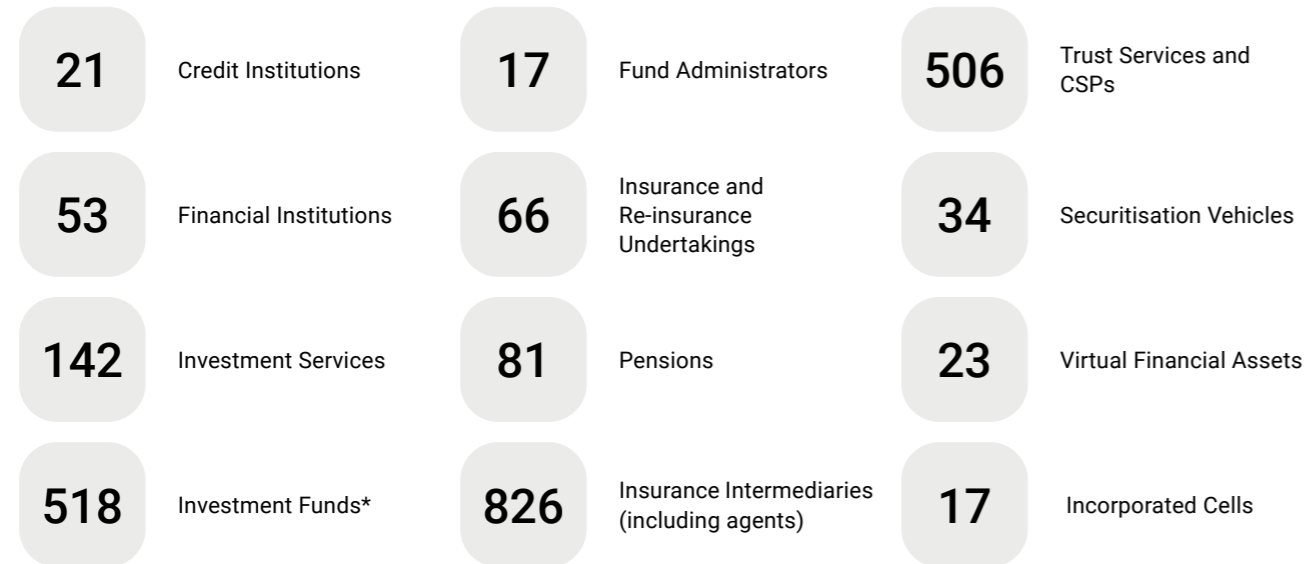 21
Credit Institutions
53
Financial Institutions
142
Investment Services
518
Investment Funds*
17
Fund Administrators
66
Insurance and
Re-insurance
Undertakings
81
Pensions
826
Insurance Intermediaries
(including agents)
506
Trust Services and
CSPs
34
Securitisation Vehicles
23
Virtual Financial Assets
17
Incorporated Cells